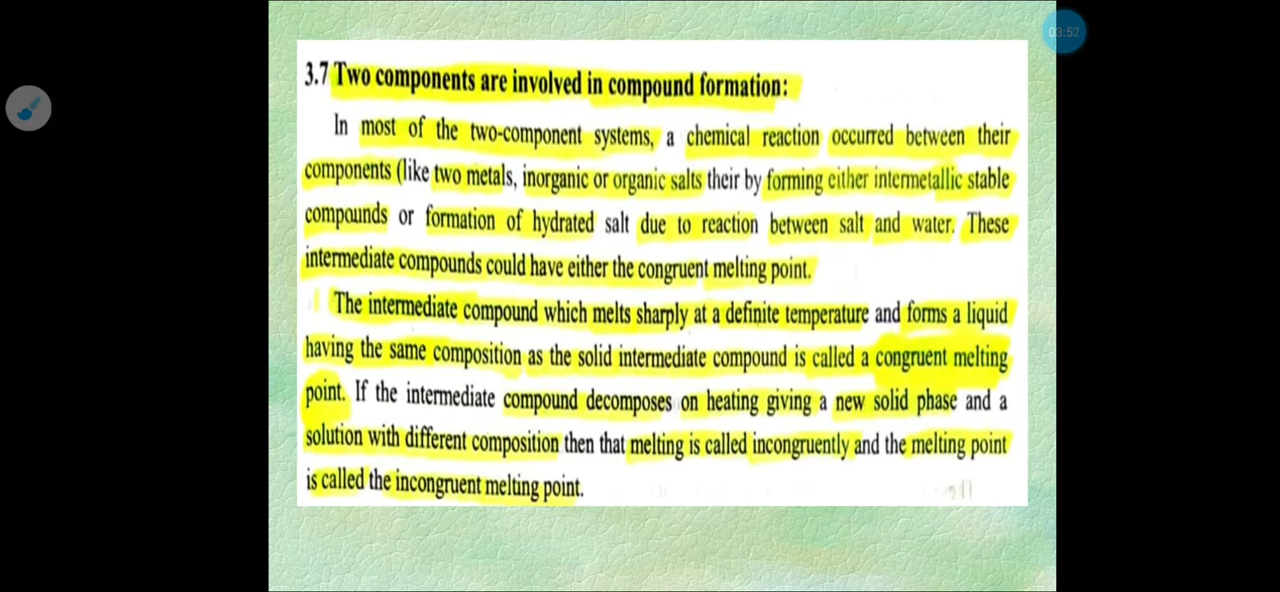 03:52
3.7 Two components are involved in compound formation:
In most of the two-component systems, a chemical reaction occurred between their
components (like two metals, inorganic or organic salts their by forming either intermetallic stable
compounds or formation of hydrated salt due to reaction between salt and water. These
intermediate compounds could have either the congruent melting point.
The intermediate compound which melts sharply at a definite temperature and forms a liquid
having the same composition as the solid intermediate compound is called a congruent melting
point. If the intermediate compound decomposes on heating giving a new solid phase and a
solution with different composition then that melting is called incongruently and the melting point
is called the incongruent melting point.